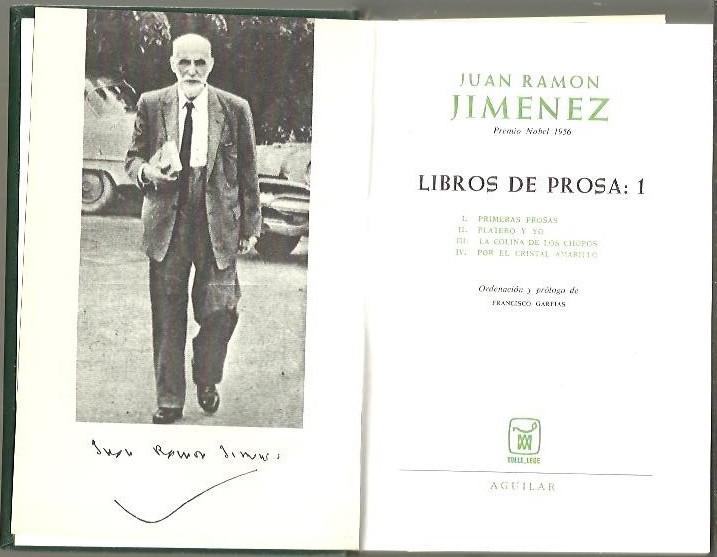 Juan Ramon Jimenez
JUAN RAMON
JIMENEZ
Premio Nobel 1956
LIBROS DE PROSA: 1
I. PRIMERAS PROSAS
II. PLATERO Y YO
III. LA COLINA DE LOS CHOPOS
IV. POR EL CRISTAL AMARILLO
Ordenación y prólogo de
FRANCISCO GARFIAS
TOLLE, LEGE
AGUILAR